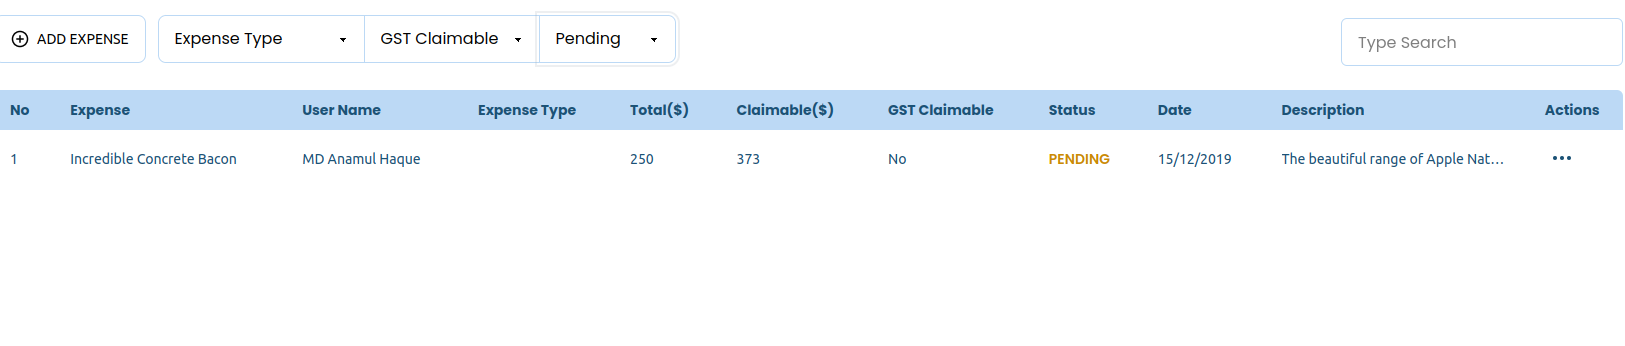 ADD EXPENSE Expense Type GST Claimable Pending Type Search
No Expense User Name Expense Type Total($) Claimable($) GST Claimable Status Date Description Actions
1 Incredible Concrete Bacon MD Anamul Haque 250 373 No PENDING 15/12/2019 The beautiful range of Apple Nat...